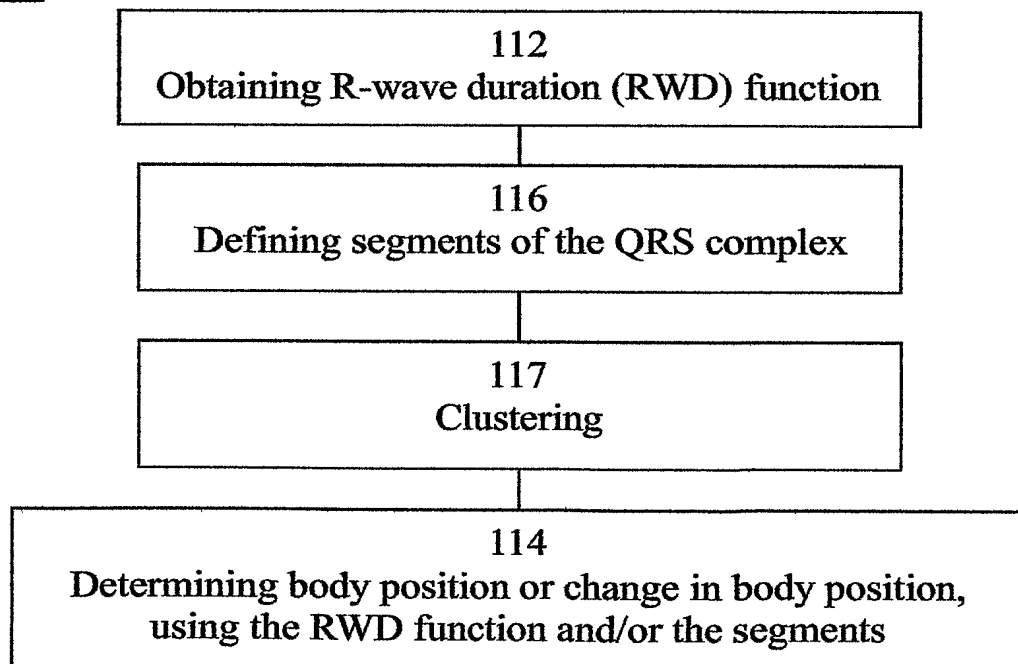 112
Obtaining R-wave duration (RWD) function
116
Defining segments of the QRS complex
117
Clustering
114
Determining body position or change in body position,
using the RWD function and/or the segments